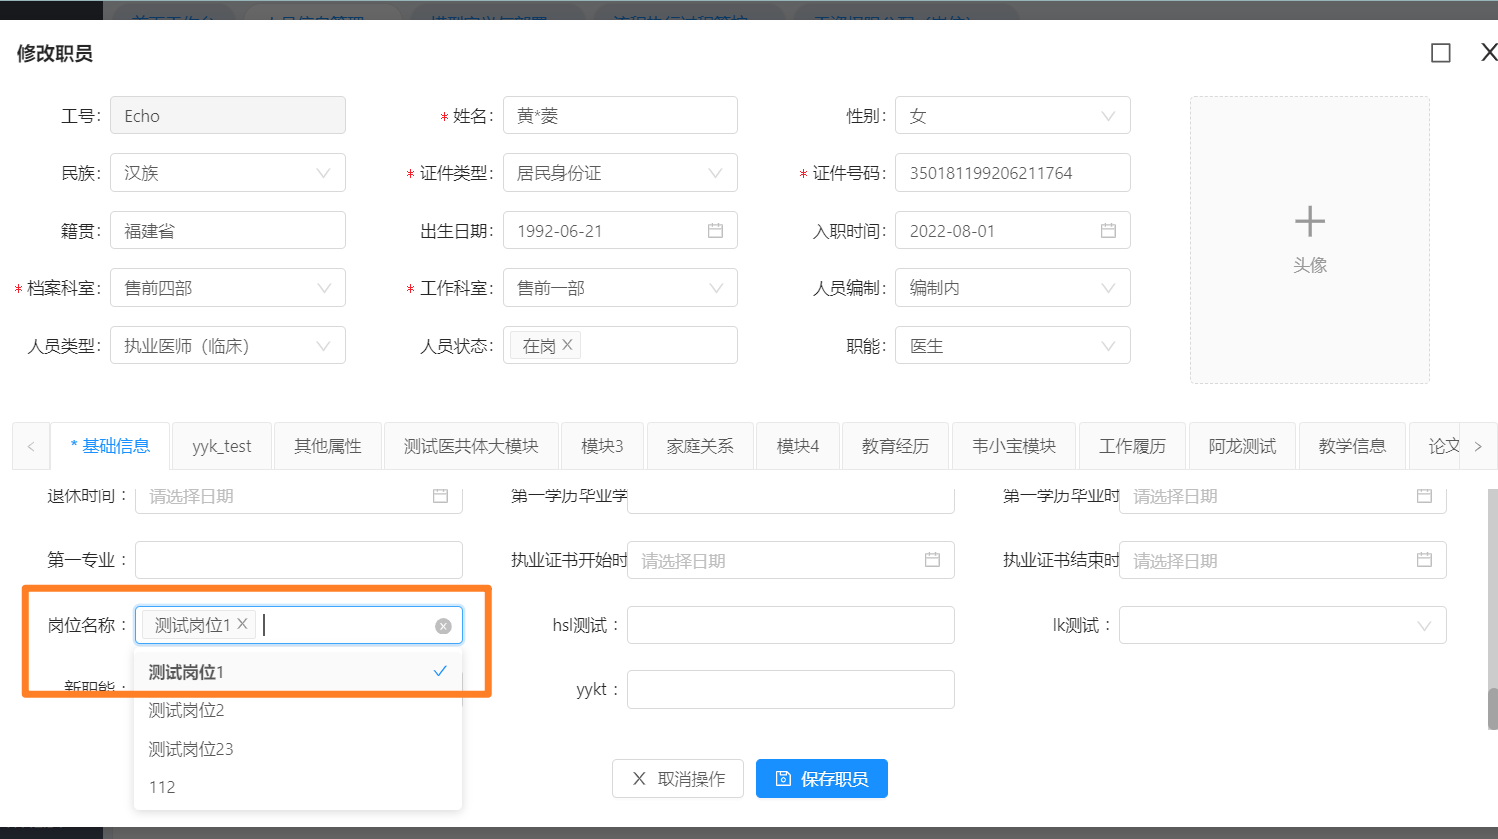 修改职员
工号: Echo
* 姓名: 黄*菱
性别: 女
民族: 汉族
* 证件类型: 居民身份证
* 证件号码: 350181199206211764
籍贯: 福建省
出生日期: 1992-06-21
入职时间: 2022-08-01
头像
* 档案科室: 售前四部
* 工作科室: 售前一部
人员编制: 编制内
人员类型: 执业医师（临床）
人员状态: 在岗
职能: 医生
* 基础信息 yyk_test 其他属性 测试医共体大模块 模块3 家庭关系 模块4 教育经历 韦小宝模块 工作履历 阿龙测试 教学信息 论文
退休时间： 请选择日期
第一学历毕业学
第一学历毕业时 请选择日期
第一专业：
执业证书开始时 请选择日期
执业证书结束时 请选择日期
岗位名称： 测试岗位1
hsl测试：
lk测试：
测试岗位1
新职能：
yykt：
测试岗位2
测试岗位23
112
取消操作
保存职员